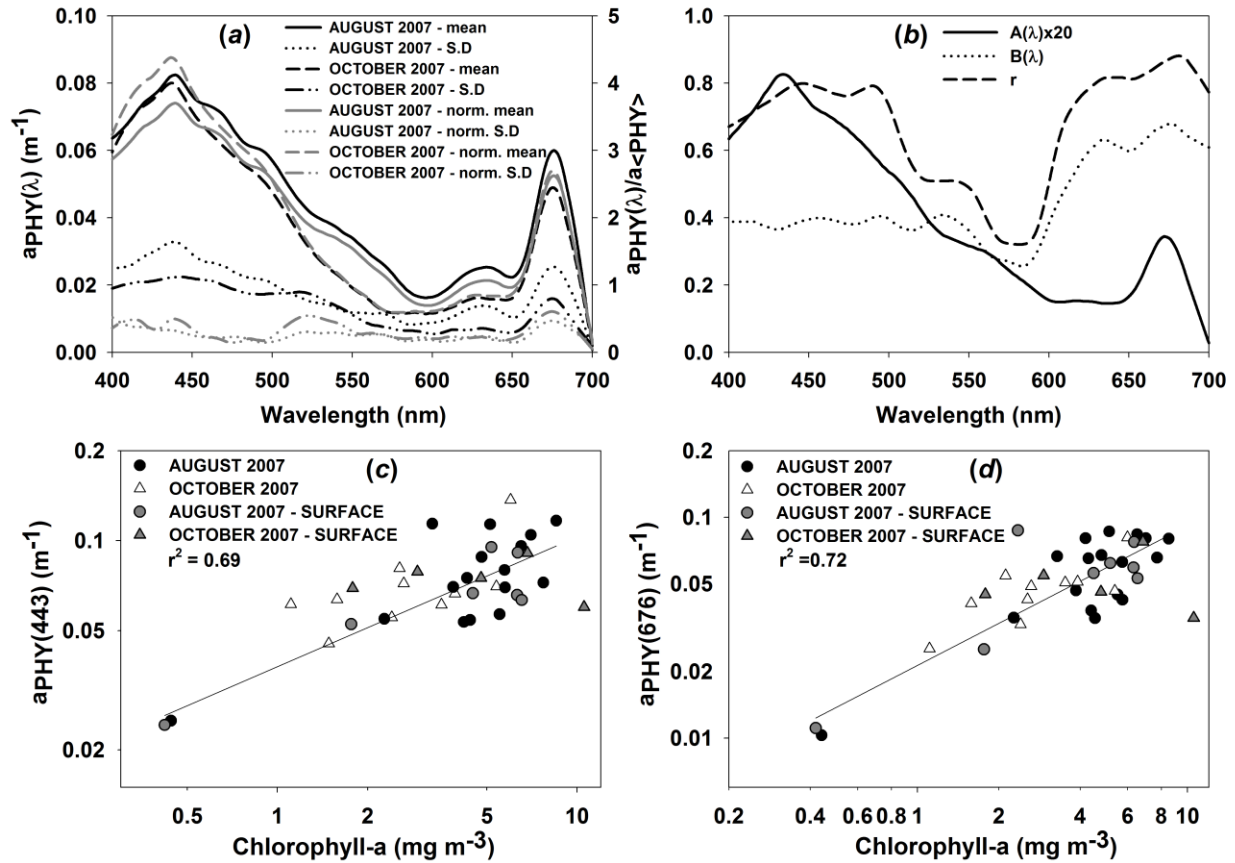 (a)
AUGUST 2007 - mean
AUGUST 2007 - S.D
OCTOBER 2007 - mean
OCTOBER 2007 - S.D
AUGUST 2007 - norm. mean
AUGUST 2007 - norm. S.D
OCTOBER 2007 - norm. mean
OCTOBER 2007 - norm. S.D
aPHY(λ) (m⁻¹)
0.10
0.08
0.06
0.04
0.02
0.00
5
4
3
2
1
0
aPHY(λ)/a<PHY>
400 450 500 550 600 650 700
Wavelength (nm)
(b)
A(λ)x20
B(λ)
r
1.0
0.8
0.6
0.4
0.2
0.0
400 450 500 550 600 650 700
Wavelength (nm)
(c)
AUGUST 2007
OCTOBER 2007
AUGUST 2007 - SURFACE
OCTOBER 2007 - SURFACE
r² = 0.69
aPHY(443) (m⁻¹)
0.2
0.1
0.05
0.02
0.5 1 2 5 10
Chlorophyll-a (mg m⁻³)
(d)
AUGUST 2007
OCTOBER 2007
AUGUST 2007 - SURFACE
OCTOBER 2007 - SURFACE
r² = 0.72
aPHY(676) (m⁻¹)
0.2
0.1
0.05
0.02
0.01
0.2 0.4 0.6 0.8 1 2 4 6 8 10
Chlorophyll-a (mg m⁻³)